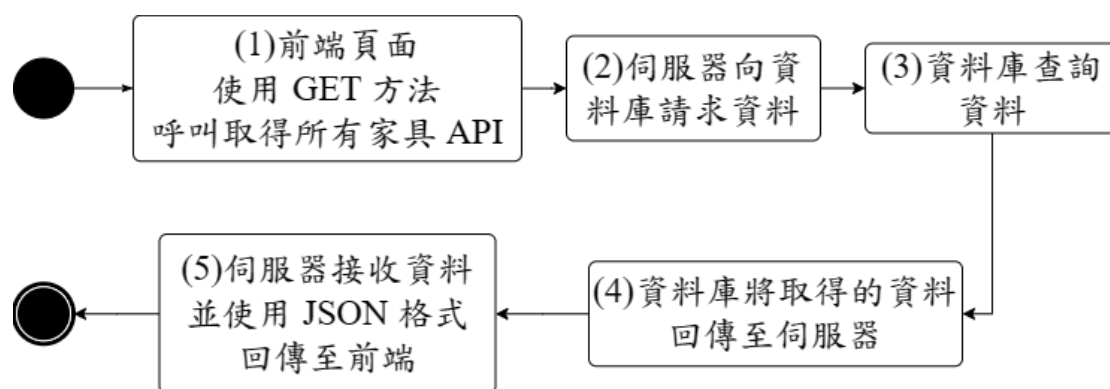 (1)前端頁面
使用 GET 方法
呼叫取得所有家具 API
(2)伺服器向資
料庫請求資料
(3)資料庫查詢
資料
(4)資料庫將取得的資料
回傳至伺服器
(5)伺服器接收資料
並使用 JSON 格式
回傳至前端